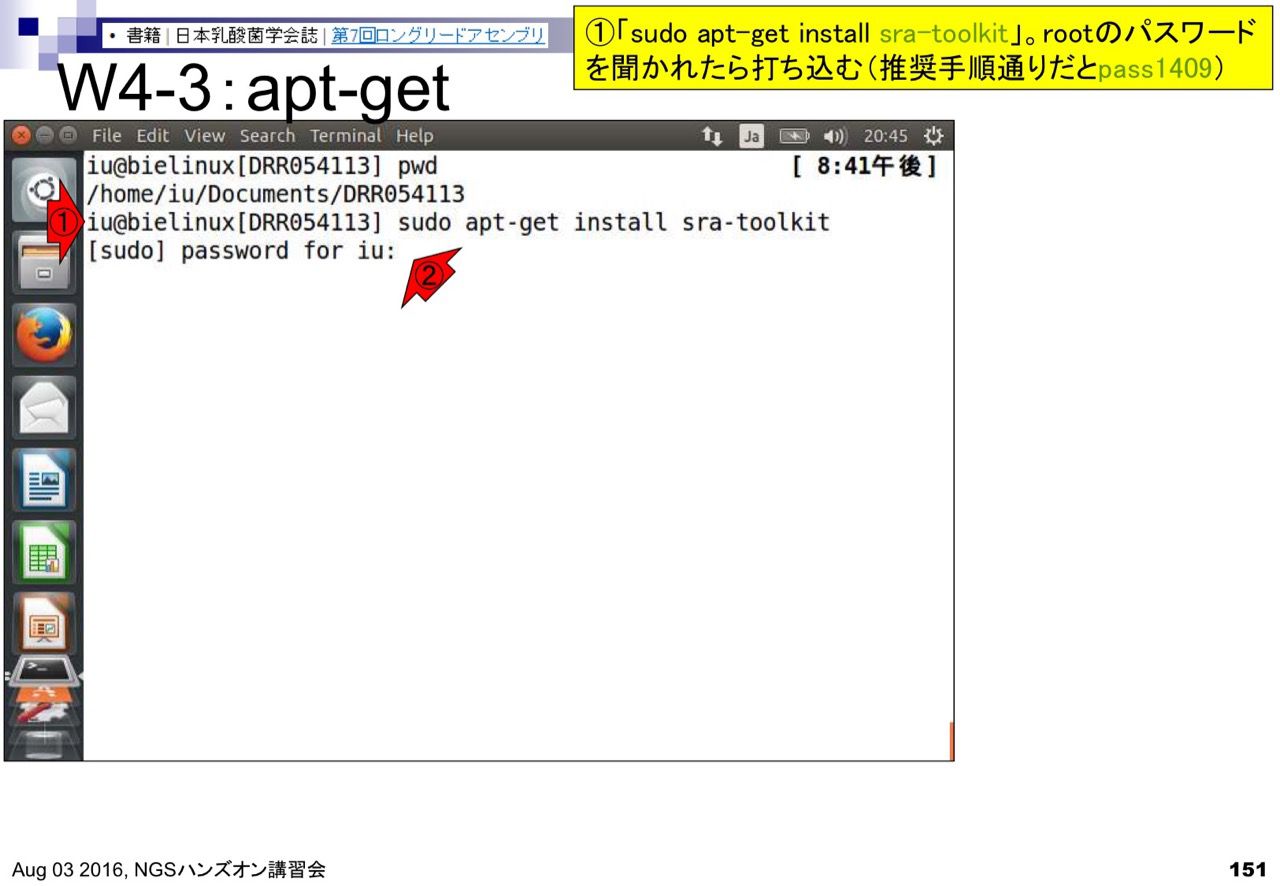 • 書籍 | 日本乳酸菌学会誌 | 第7回ロングリードアセンブリ
①「sudo apt-get install sra-toolkit」。rootのパスワード
を聞かれたら打ち込む（推奨手順通りだとpass1409）
W4-3：apt-get
File Edit View Search Terminal Help Ja 20:45
iu@bielinux[DRR054113] pwd [ 8:41午後]
/home/iu/Documents/DRR054113
① iu@bielinux[DRR054113] sudo apt-get install sra-toolkit
[sudo] password for iu:
②
Aug 03 2016, NGSハンズオン講習会
151